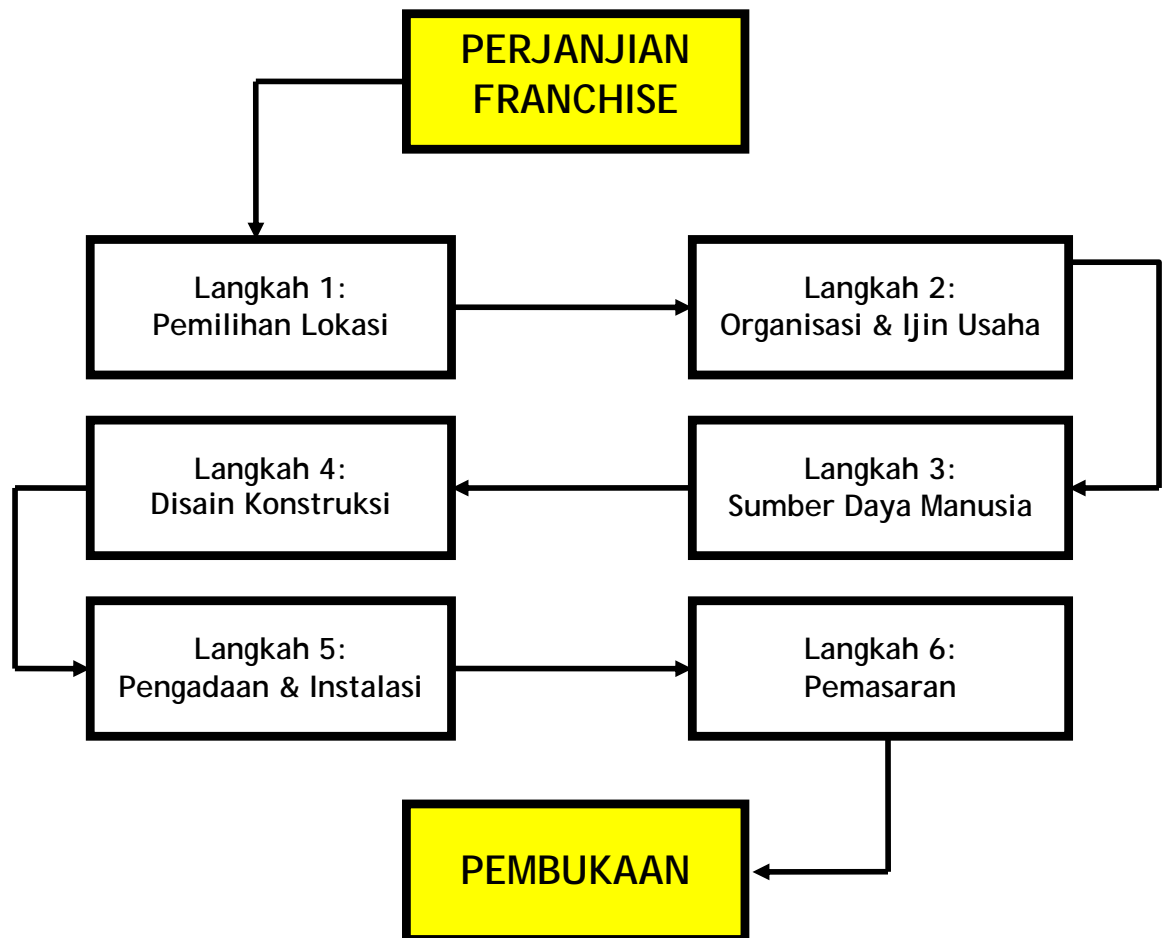 PERJANJIAN
FRANCHISE
Langkah 1:
Pemilihan Lokasi
Langkah 2:
Organisasi & Ijin Usaha
Langkah 3:
Sumber Daya Manusia
Langkah 4:
Disain Konstruksi
Langkah 5:
Pengadaan & Instalasi
Langkah 6:
Pemasaran
PEMBUKAAN